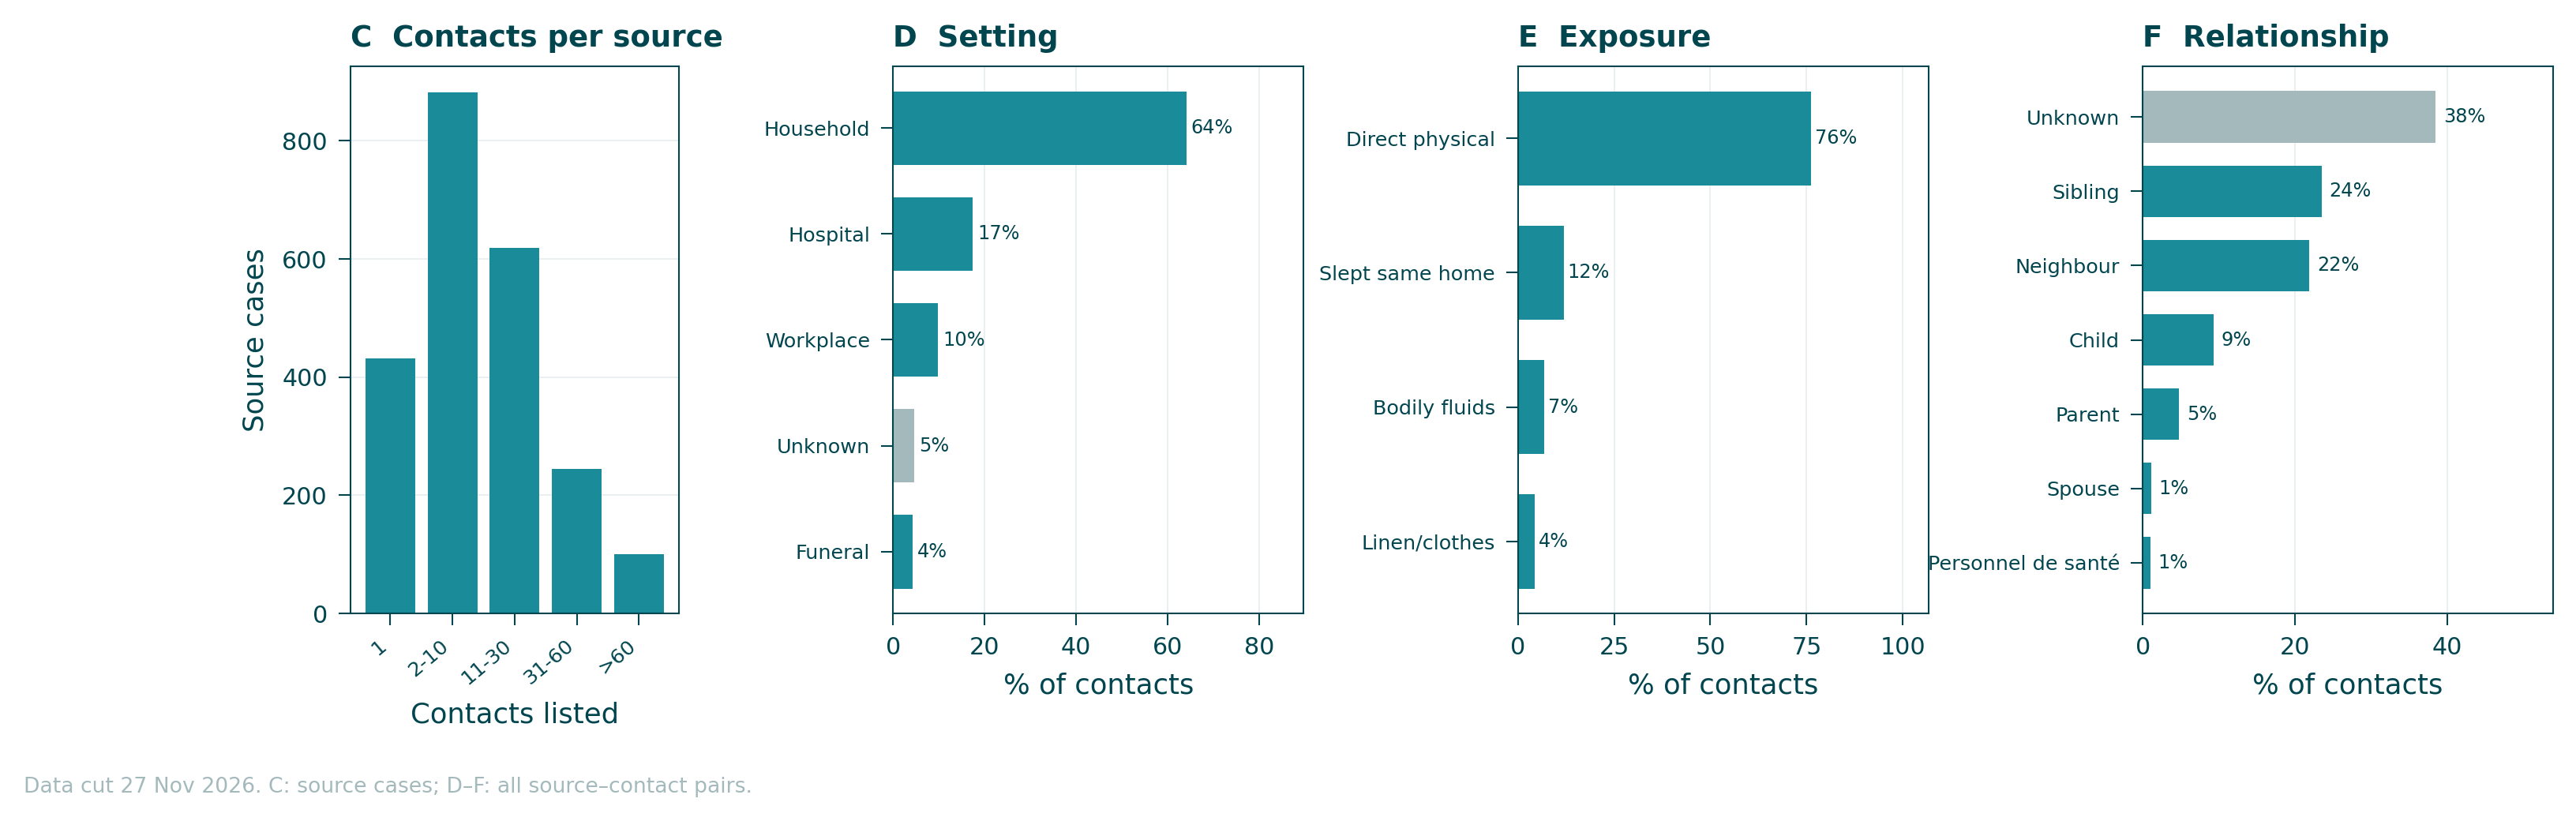 C Contacts per source
Source cases
800
600
400
200
0
1
2-10
11-30
31-60
>60
Contacts listed
D Setting
Household
64%
Hospital
17%
Workplace
10%
Unknown
5%
Funeral
4%
0 20 40 60 80
% of contacts
E Exposure
Direct physical
76%
Slept same home
12%
Bodily fluids
7%
Linen/clothes
4%
0 25 50 75 100
% of contacts
F Relationship
Unknown
38%
Sibling
24%
Neighbour
22%
Child
9%
Parent
5%
Spouse
1%
Personnel de santé
1%
0 20 40
% of contacts
Data cut 27 Nov 2026. C: source cases; D–F: all source–contact pairs.